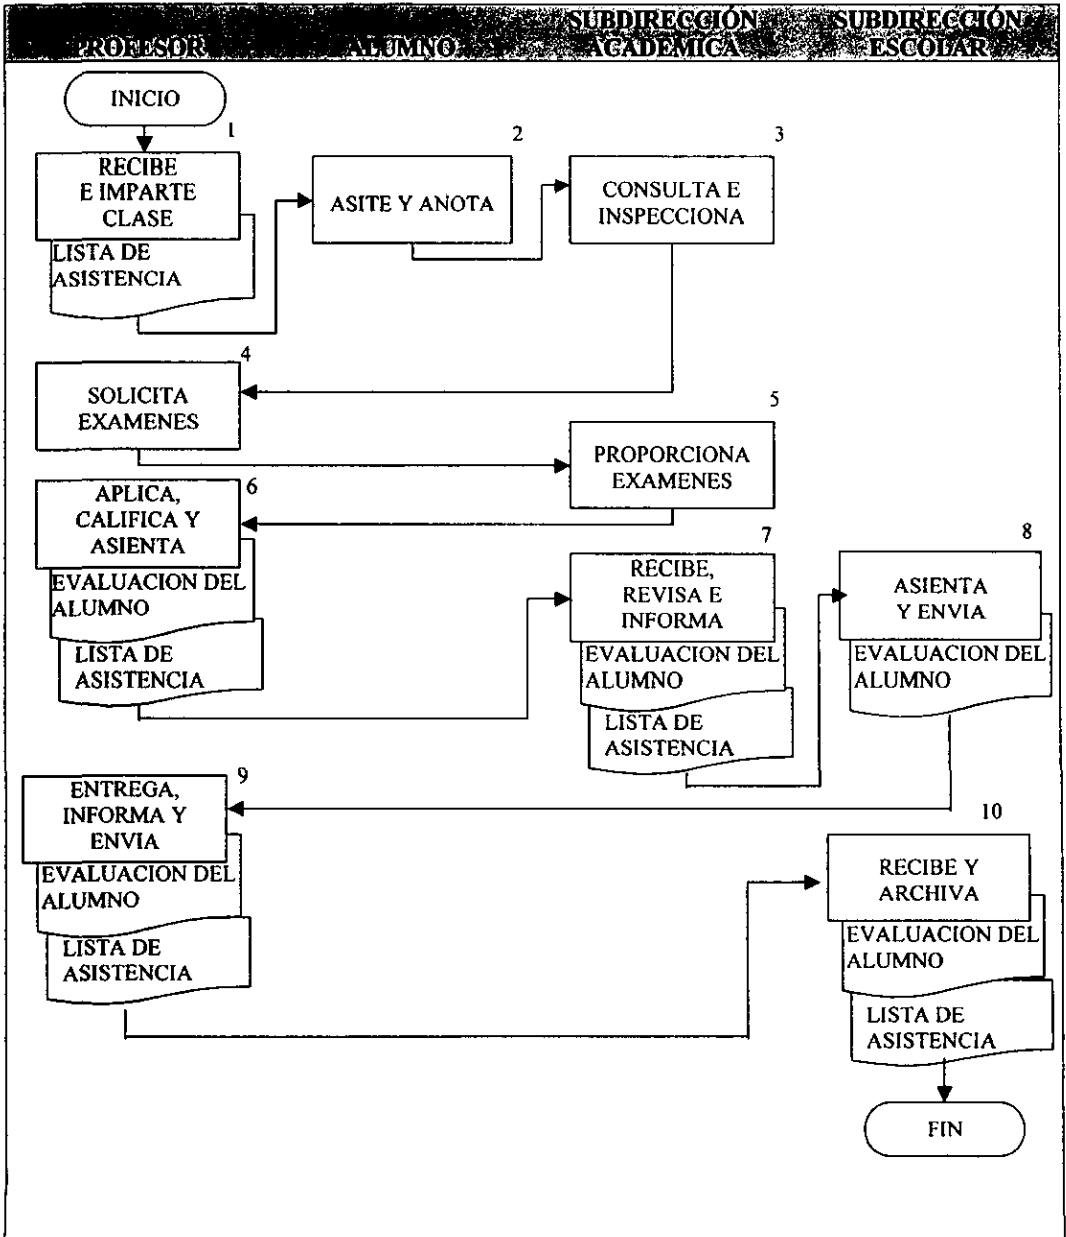 PROFESOR
ALUMNO
SUBDIRECCIÓN
ACADEMICA
SUBDIRECCIÓN
ESCOLAR
INICIO
1
RECIBE
E IMPARTE
CLASE
LISTA DE
ASISTENCIA
2
ASITE Y ANOTA
3
CONSULTA E
INSPECCIONA
4
SOLICITA
EXAMENES
5
PROPORCIONA
EXAMENES
6
APLICA,
CALIFICA Y
ASIENTA
EVALUACION DEL
ALUMNO
LISTA DE
ASISTENCIA
7
RECIBE,
REVISA E
INFORMA
EVALUACION DEL
ALUMNO
LISTA DE
ASISTENCIA
8
ASIENTA
Y ENVIA
EVALUACION DEL
ALUMNO
9
ENTREGA,
INFORMA Y
ENVIA
EVALUACION DEL
ALUMNO
LISTA DE
ASISTENCIA
10
RECIBE Y
ARCHIVA
EVALUACION DEL
ALUMNO
LISTA DE
ASISTENCIA
FIN